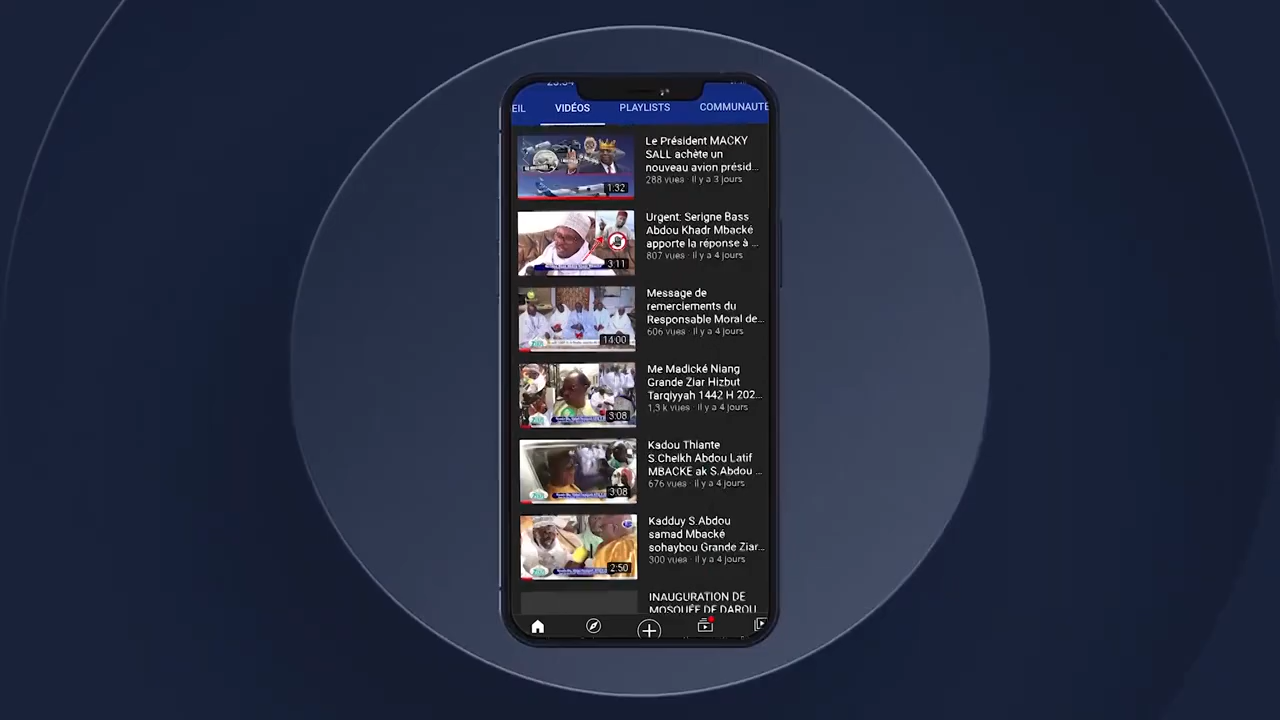 EIL VIDÉOS PLAYLISTS COMMUNAUTÉ
Le Président MACKY
SALL achète un
nouveau avion présid...
288 vues · Il y a 3 jours
1:32
Urgent: Serigne Bass
Abdou Khadr Mbacké
apporte la réponse à ...
807 vues · Il y a 4 jours
3:11
Message de
remerciements du
Responsable Moral de...
606 vues · Il y a 4 jours
14:00
Me Madické Niang
Grande Ziar Hizbut
Tarqiyyah 1442 H 202...
1,3 k vues · Il y a 4 jours
3:08
Kadou Thiante
S.Cheikh Abdou Latif
MBACKE ak S.Abdou ...
676 vues · Il y a 4 jours
3:08
Kadduy S.Abdou
samad Mbacké
sohaybou Grande Ziar...
300 vues · Il y a 4 jours
2:50
INAUGURATION DE
MOSQUÉE DE DAROU